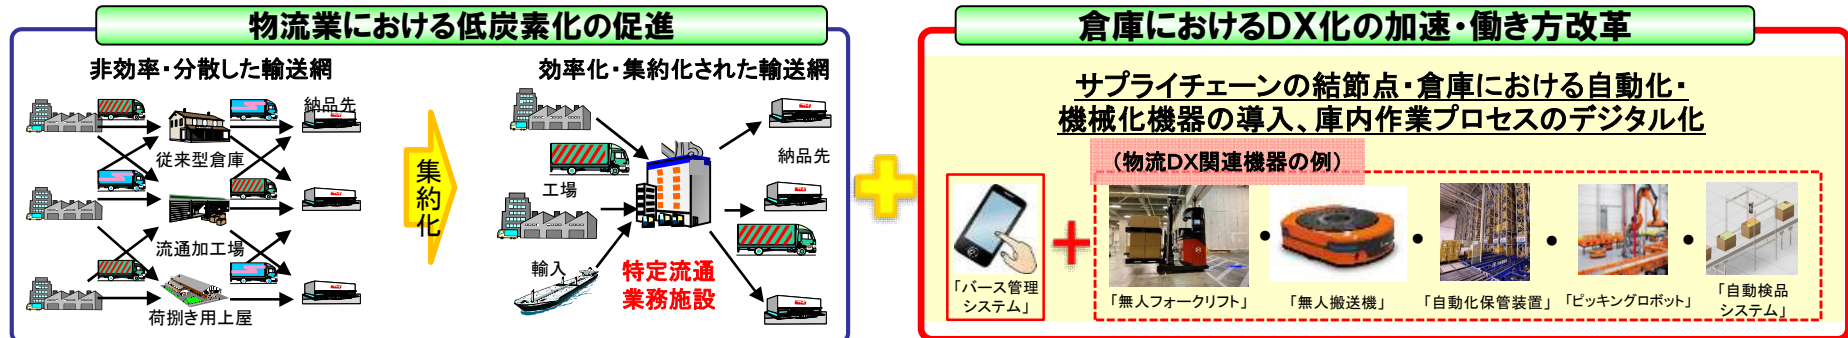 物流業における低炭素化の促進
非効率・分散した輸送網
効率化・集約化された輸送網
納品先
従来型倉庫
流通加工場
荷捌き用上屋
集約化
工場
輸入
納品先
特定流通
業務施設
倉庫におけるDX化の加速・働き方改革
サプライチェーンの結節点・倉庫における自動化・
機械化機器の導入、庫内作業プロセスのデジタル化
（物流DX関連機器の例）
「バース管理
システム」
「無人フォークリフト」
「無人搬送機」
「自動化保管装置」
「ピッキングロボット」
「自動検品
システム」